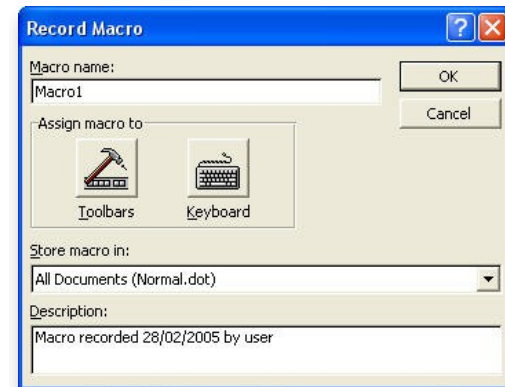 Record Macro
Macro name:
OK
Macro1
Cancel
Assign macro to
Toolbars Keyboard
Store macro in:
All Documents (Normal.dot)
Description:
Macro recorded 28/02/2005 by user